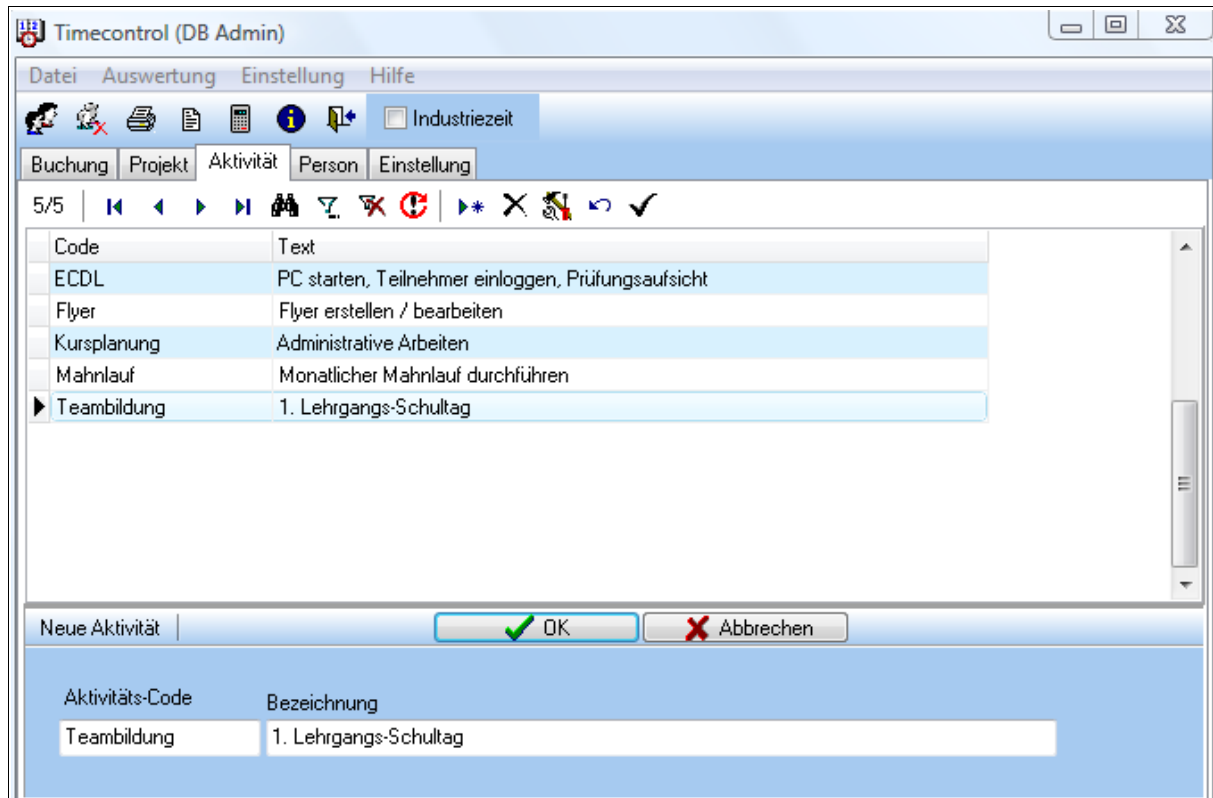 Timecontrol (DB Admin)
Datei Auswertung Einstellung Hilfe
Industriezeit
Buchung Projekt Aktivität Person Einstellung
5/5
Code Text
ECDL PC starten, Teilnehmer einloggen, Prüfungsaufsicht
Flyer Flyer erstellen / bearbeiten
Kursplanung Administrative Arbeiten
Mahnlauf Monatlicher Mahnlauf durchführen
Teambildung 1. Lehrgangs-Schultag
Neue Aktivität OK Abbrechen
Aktivitäts-Code Bezeichnung
Teambildung 1. Lehrgangs-Schultag